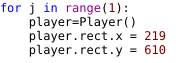 for j in range(1):
    player=Player()
    player.rect.x = 219
    player.rect.y = 610